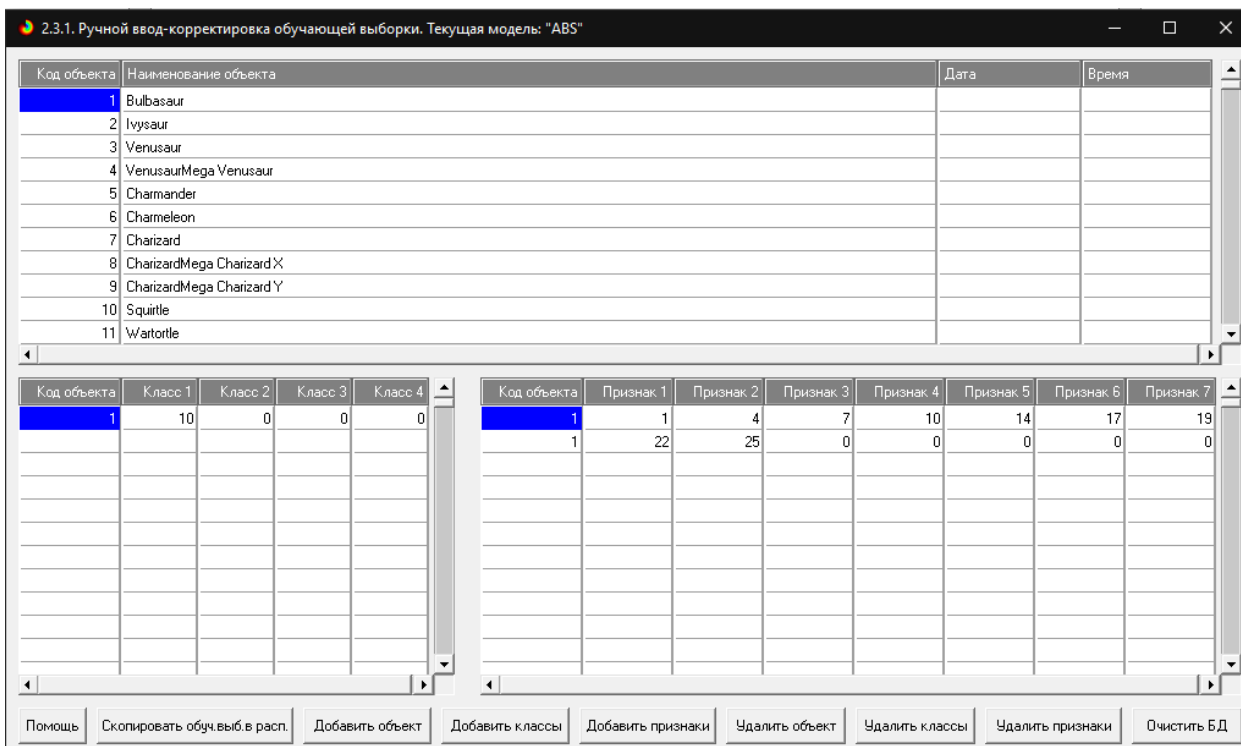 2.3.1. Ручной ввод-корректировка обучающей выборки. Текущая модель: "ABS"
Код объекта Наименование объекта Дата Время
1 Bulbasaur
2 Ivysaur
3 Venusaur
4 VenusaurMega Venusaur
5 Charmander
6 Charmeleon
7 Charizard
8 CharizardMega Charizard X
9 CharizardMega Charizard Y
10 Squirtle
11 Wartortle
Код объекта Класс 1 Класс 2 Класс 3 Класс 4
1 10 0 0 0
Код объекта Признак 1 Признак 2 Признак 3 Признак 4 Признак 5 Признак 6 Признак 7
1 1 4 7 10 14 17 19
1 22 25 0 0 0 0 0
Помощь Скопировать обуч.выб.в расп. Добавить объект Добавить классы Добавить признаки Удалить объект Удалить классы Удалить признаки Очистить БД